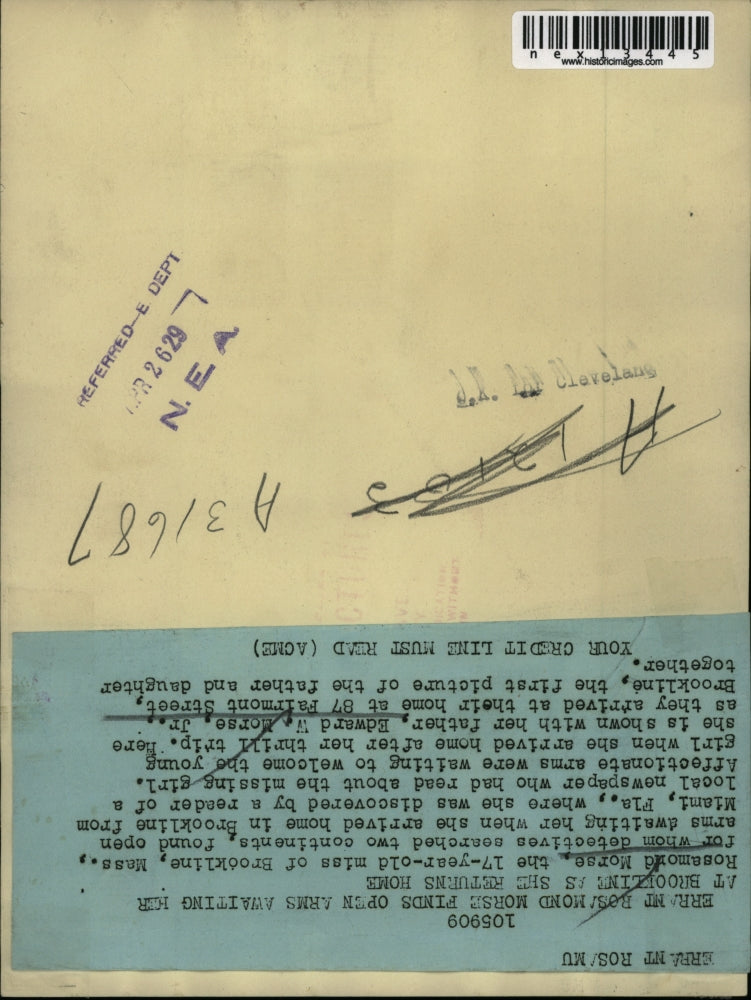 nex13445
www.historicimages.com
REFERRED-E. DEPT.
APR 26 29
N. E. A
Cleveland
A31687
ERRANT ROSAMU
105909
ERRANT ROSAMOND MORSE FINDS OPEN ARMS AWAITING HER
AT BROOKLINE AS SHE RETURNS HOME
Rosamond Morse, the 17-year-old miss of Brookline, Mass.,
for whom detectives searched two continents, found open
arms awaiting her when she arrived home in Brookline from
Miami, Fla., where she was discovered by a reader of a
local newspaper who had read about the missing girl.
Affectionate arms were waiting to welcome the young
girl when she arrived home after her thrill trip. Here
she is shown with her father, Edward W. Morse, Jr.,
as they arrived at their home at 87 Fairmont Street,
Brookline, the first picture of the father and daughter
together.
YOUR CREDIT LINE MUST READ (ACME)